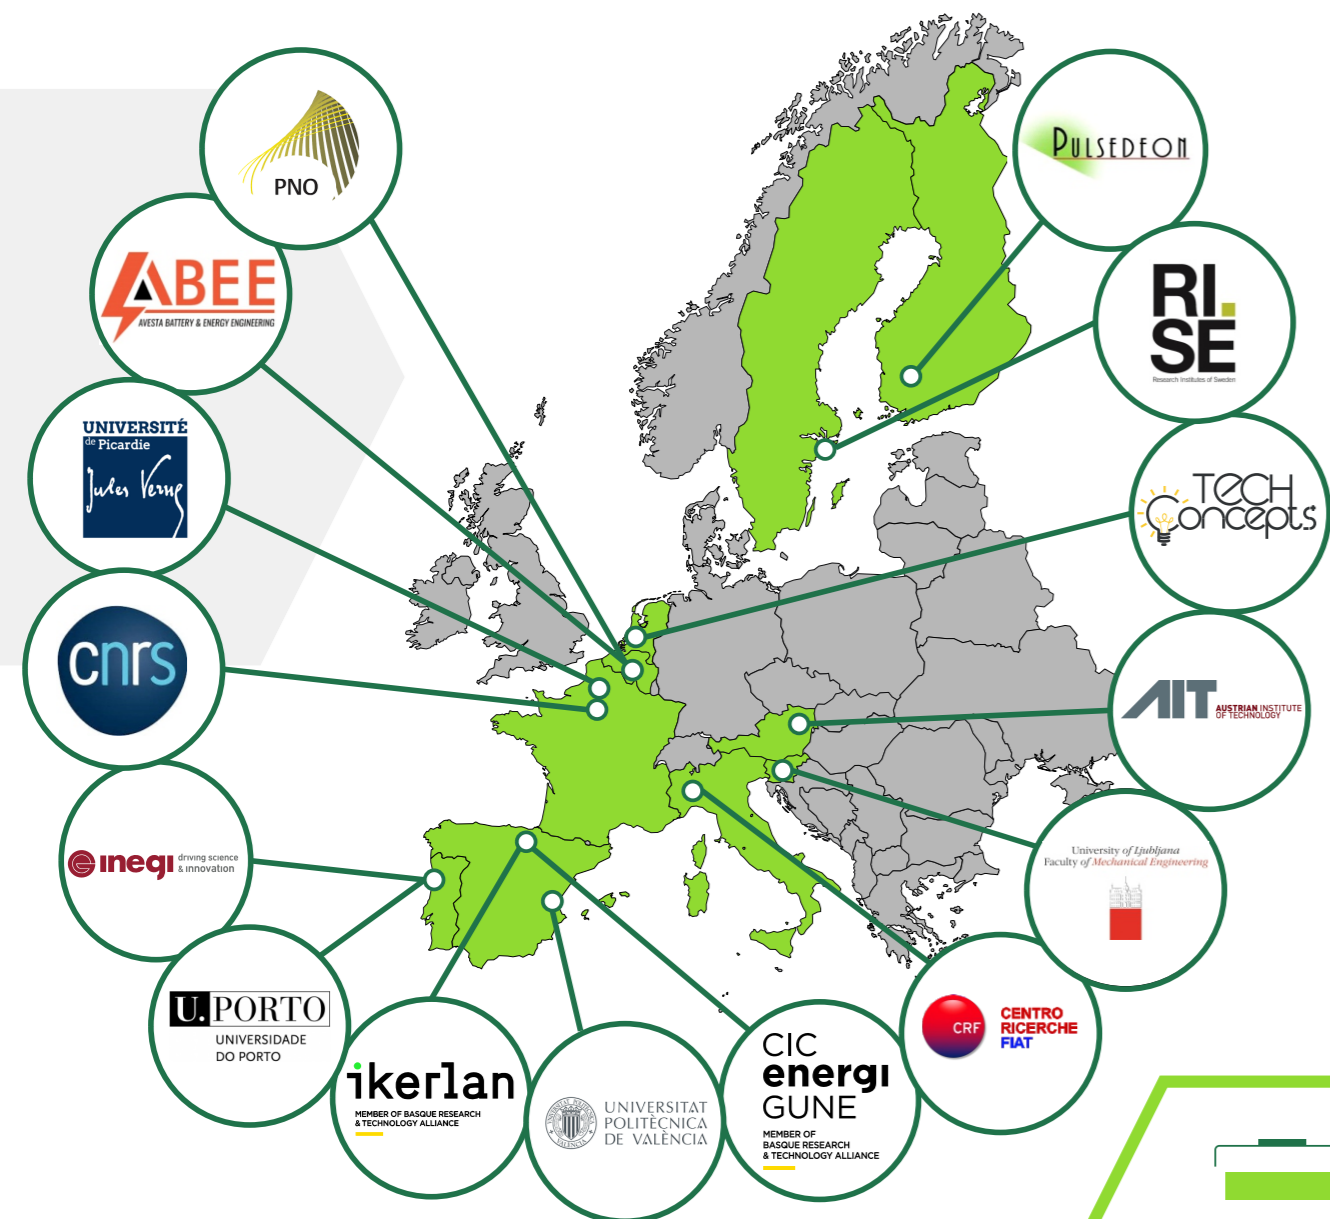 PNO
ABEE
AVESTA BATTERY & ENERGY ENGINEERING
UNIVERSITÉ
de Picardie
Jules Verne
cnrs
inegi driving science
& innovation
U.PORTO
UNIVERSIDADE
DO PORTO
ikerlan
MEMBER OF BASQUE RESEARCH
& TECHNOLOGY ALLIANCE
UNIVERSITAT
POLITÈCNICA
DE VALÈNCIA
CIC
energi
GUNE
MEMBER OF
BASQUE RESEARCH
& TECHNOLOGY ALLIANCE
CRF
CENTRO
RICERCHE
FIAT
University of Ljubljana
Faculty of Mechanical Engineering
AIT AUSTRIAN INSTITUTE
OF TECHNOLOGY
TECH
Concepts
RI.
SE
Research Institutes of Sweden
PULSEDEON